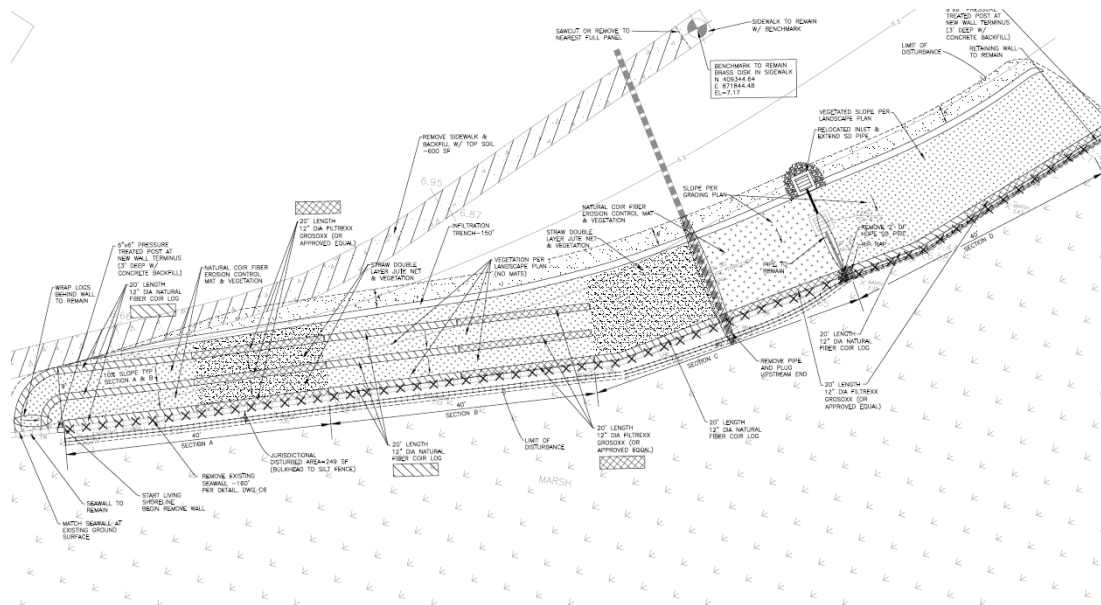 SAWCUT OR REMOVE TO
NEAREST FULL PANEL
SIDEWALK TO REMAIN
W/ BENCHMARK
BENCHMARK TO REMAIN
BRASS DISK IN SIDEWALK
N 409344.64
E 871844.48
EL=7.17
6.3
TREATED POST AT
NEW WALL TERMINUS
(3' DEEP W/
CONCRETE BACKFILL)
LIMIT OF
DISTURBANCE
RETAINING WALL
TO REMAIN
VEGETATED SLOPE PER
LANDSCAPE PLAN
RELOCATED INLET &
EXTEND SD PIPE
REMOVE SIDEWALK &
BACKFILL W/ TOP SOIL
~600 SF
6.95
6.87
6.3
SLOPE PER
GRADING PLAN
NATURAL COIR FIBER
EROSION CONTROL MAT
& VEGETATION
INFILTRATION
TRENCH-150'
STRAW DOUBLE
LAYER JUTE NET
& VEGETATION
20' LENGTH
12" DIA FILTREXX
GROSOXX (OR
APPROVED EQUAL)
6"x6" PRESSURE
TREATED POST AT
NEW WALL TERMINUS
(3' DEEP W/
CONCRETE BACKFILL)
NATURAL COIR FIBER
EROSION CONTROL
MAT & VEGETATION
STRAW DOUBLE
LAYER JUTE NET
& VEGETATION
VEGETATION PER
LANDSCAPE PLAN
(NO MATS)
PIPE TO
REMAIN
RIP RAP
40'
SECTION D
WRAP LOGS
BEHIND WALL
TO REMAIN
20' LENGTH
12" DIA NATURAL
FIBER COIR LOG
10% SLOPE TYP
SECTION A & B
20' LENGTH
12" DIA NATURAL
FIBER COIR LOG
REMOVE PIPE
AND PLUG
UPSTREAM END
SECTION C
20' LENGTH
12" DIA FILTREXX
GROSOXX (OR
APPROVED EQUAL)
40'
SECTION A
40'
SECTION B
LIMIT OF
DISTURBANCE
20' LENGTH
12" DIA NATURAL
FIBER COIR LOG
20' LENGTH
12" DIA FILTREXX
GROSOXX (OR
APPROVED EQUAL)
20' LENGTH
12" DIA NATURAL
FIBER COIR LOG
JURISDICTIONAL
DISTURBED AREA=249 SF
(BULKHEAD TO SILT FENCE)
REMOVE EXISTING
SEAWALL ~160'
PER DETAIL, DWG-C6
MARSH
START LIVING
SHORELINE
BEGIN REMOVE WALL
SEAWALL TO
REMAIN
MATCH SEAWALL AT
EXISTING GROUND
SURFACE